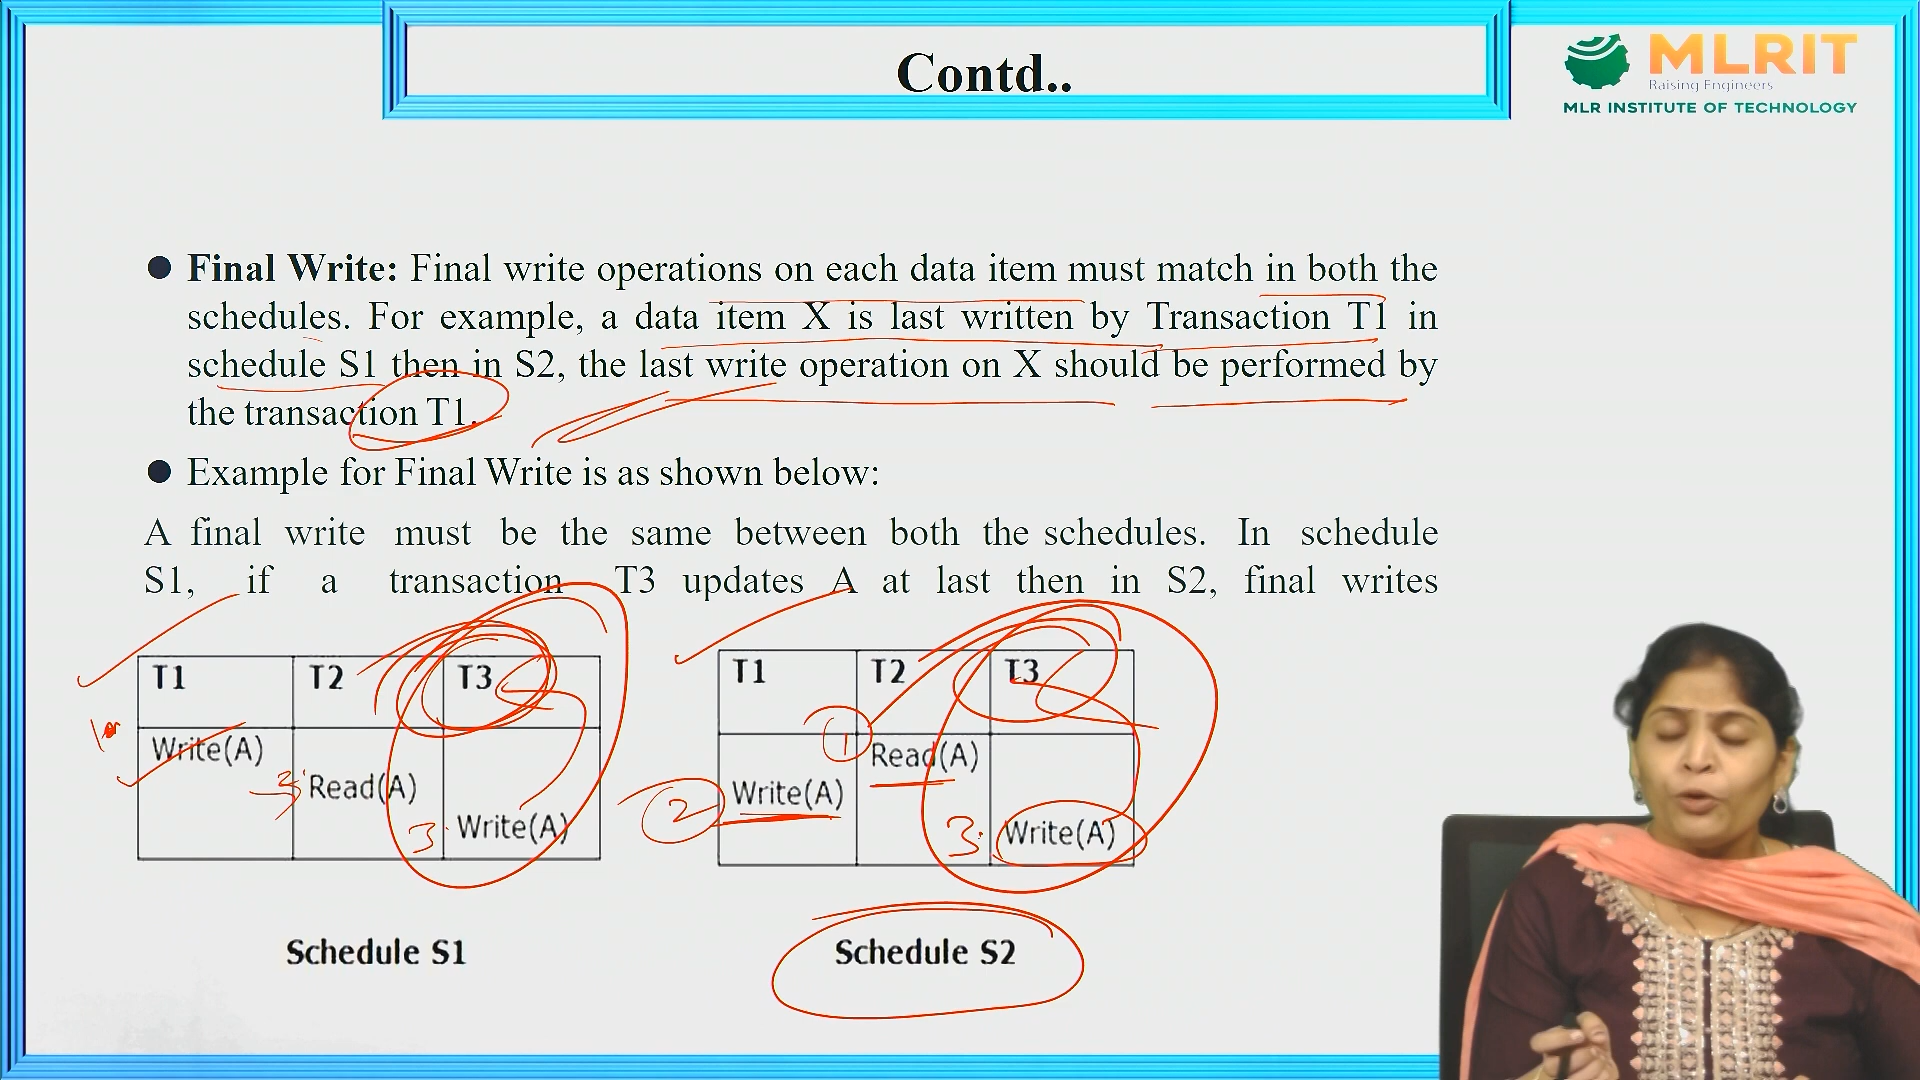 Contd..
MLRIT
Raising Engineers
MLR INSTITUTE OF TECHNOLOGY
● Final Write: Final write operations on each data item must match in both the
schedules. For example, a data item X is last written by Transaction T1 in
schedule S1 then in S2, the last write operation on X should be performed by
the transaction T1.
● Example for Final Write is as shown below:
A final write must be the same between both the schedules. In schedule
S1, if a transaction T3 updates A at last then in S2, final writes
T1 T2 T3
Write(A)
Read(A)
3. Write(A)
Schedule S1
T1 T2 T3
1 Read(A)
2 Write(A)
3. Write(A)
Schedule S2